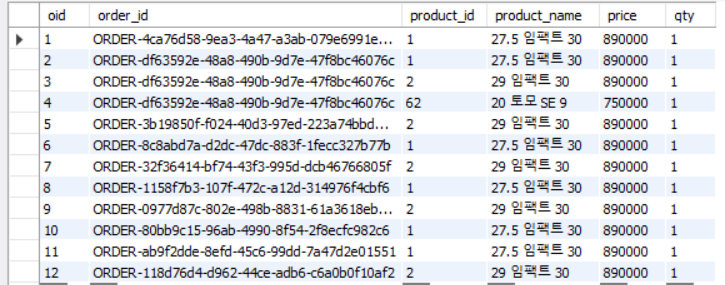 oid order_id product_id product_name price qty
1 ORDER-4ca76d58-9ea3-4a47-a3ab-079e6991e... 1 27.5 임팩트 30 890000 1
2 ORDER-df63592e-48a8-490b-9d7e-47f8bc46076c 1 27.5 임팩트 30 890000 1
3 ORDER-df63592e-48a8-490b-9d7e-47f8bc46076c 2 29 임팩트 30 890000 1
4 ORDER-df63592e-48a8-490b-9d7e-47f8bc46076c 62 20 토모 SE 9 750000 1
5 ORDER-3b19850f-f024-40d3-97ed-223a74bbd... 2 29 임팩트 30 890000 1
6 ORDER-8c8abd7a-d2dc-47dc-883f-1fecc327b77b 1 27.5 임팩트 30 890000 1
7 ORDER-32f36414-bf74-43f3-995d-dcb46766805f 2 29 임팩트 30 890000 1
8 ORDER-1158f7b3-107f-472c-a12d-314976f4cbf6 1 27.5 임팩트 30 890000 1
9 ORDER-0977d87c-802e-498b-8831-61a3618eb... 2 29 임팩트 30 890000 1
10 ORDER-80bb9c15-96ab-4990-8f54-2f8ecfc982c6 1 27.5 임팩트 30 890000 1
11 ORDER-ab9f2dde-8efd-45c6-99dd-7a47d2e01551 1 27.5 임팩트 30 890000 1
12 ORDER-118d76d4-d962-44ce-adb6-c6a0b0f10af2 2 29 임팩트 30 890000 1